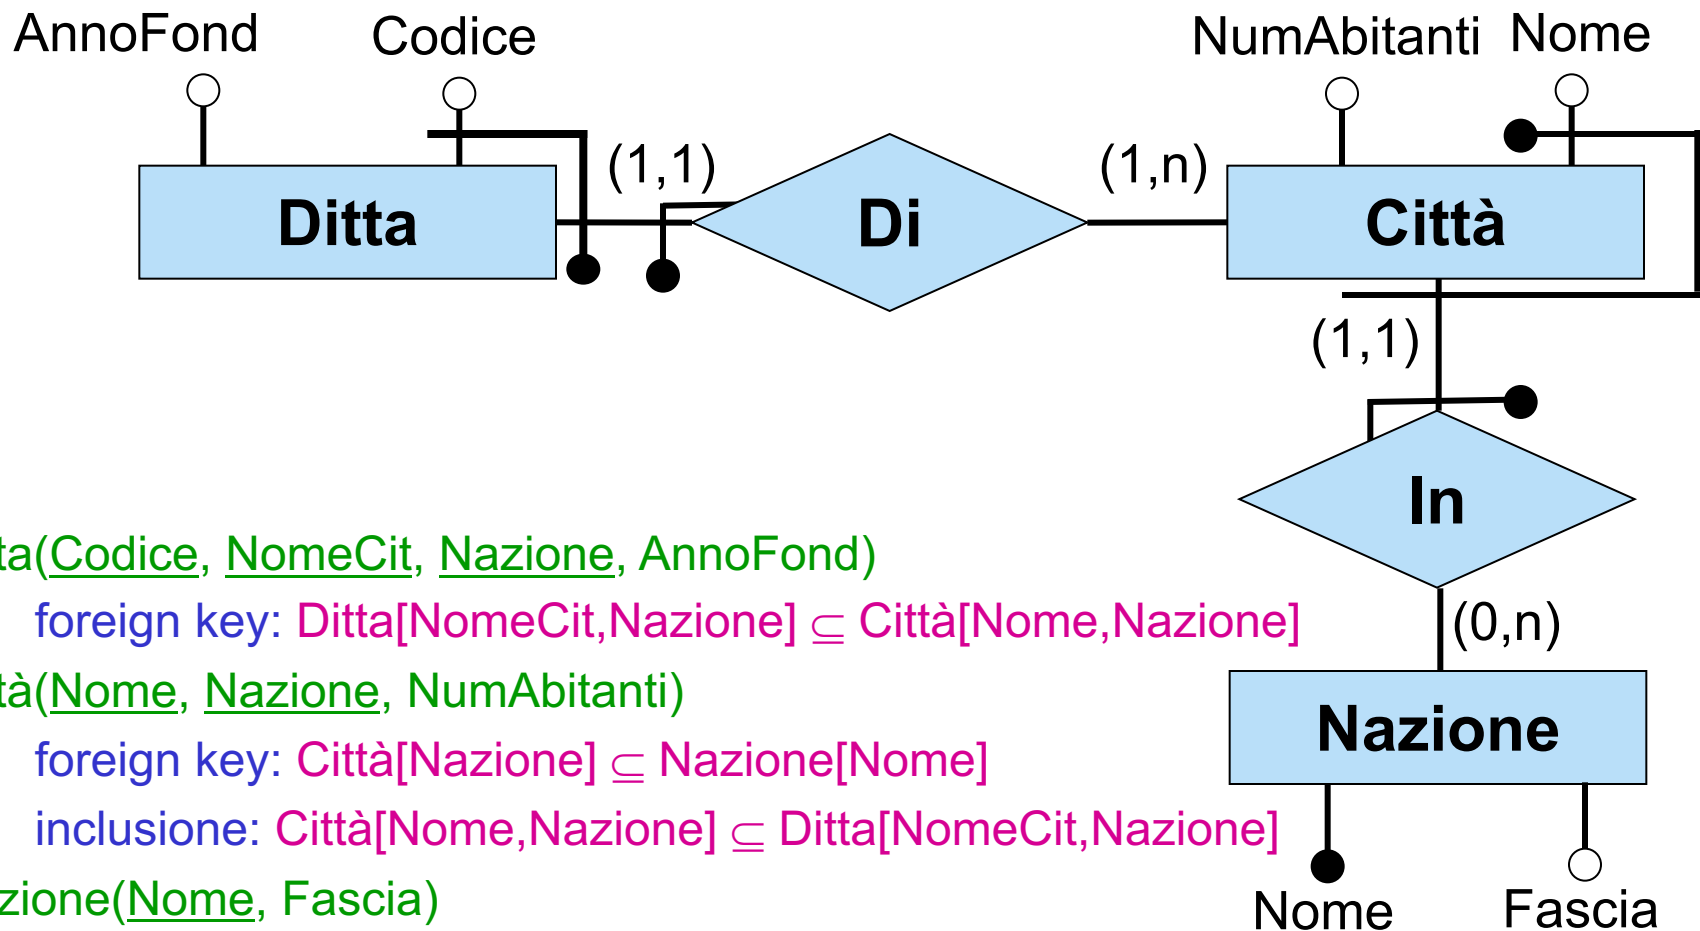 AnnoFond Codice NumAbitanti Nome
(1,1) (1,n)
Ditta Di Città
(1,1)
In
ta(Codice, NomeCit, Nazione, AnnoFond)
foreign key: Ditta[NomeCit,Nazione] ⊆ Città[Nome,Nazione]
(0,n)
tà(Nome, Nazione, NumAbitanti)
Nazione
foreign key: Città[Nazione] ⊆ Nazione[Nome]
inclusione: Città[Nome,Nazione] ⊆ Ditta[NomeCit,Nazione]
zione(Nome, Fascia)
Nome Fascia